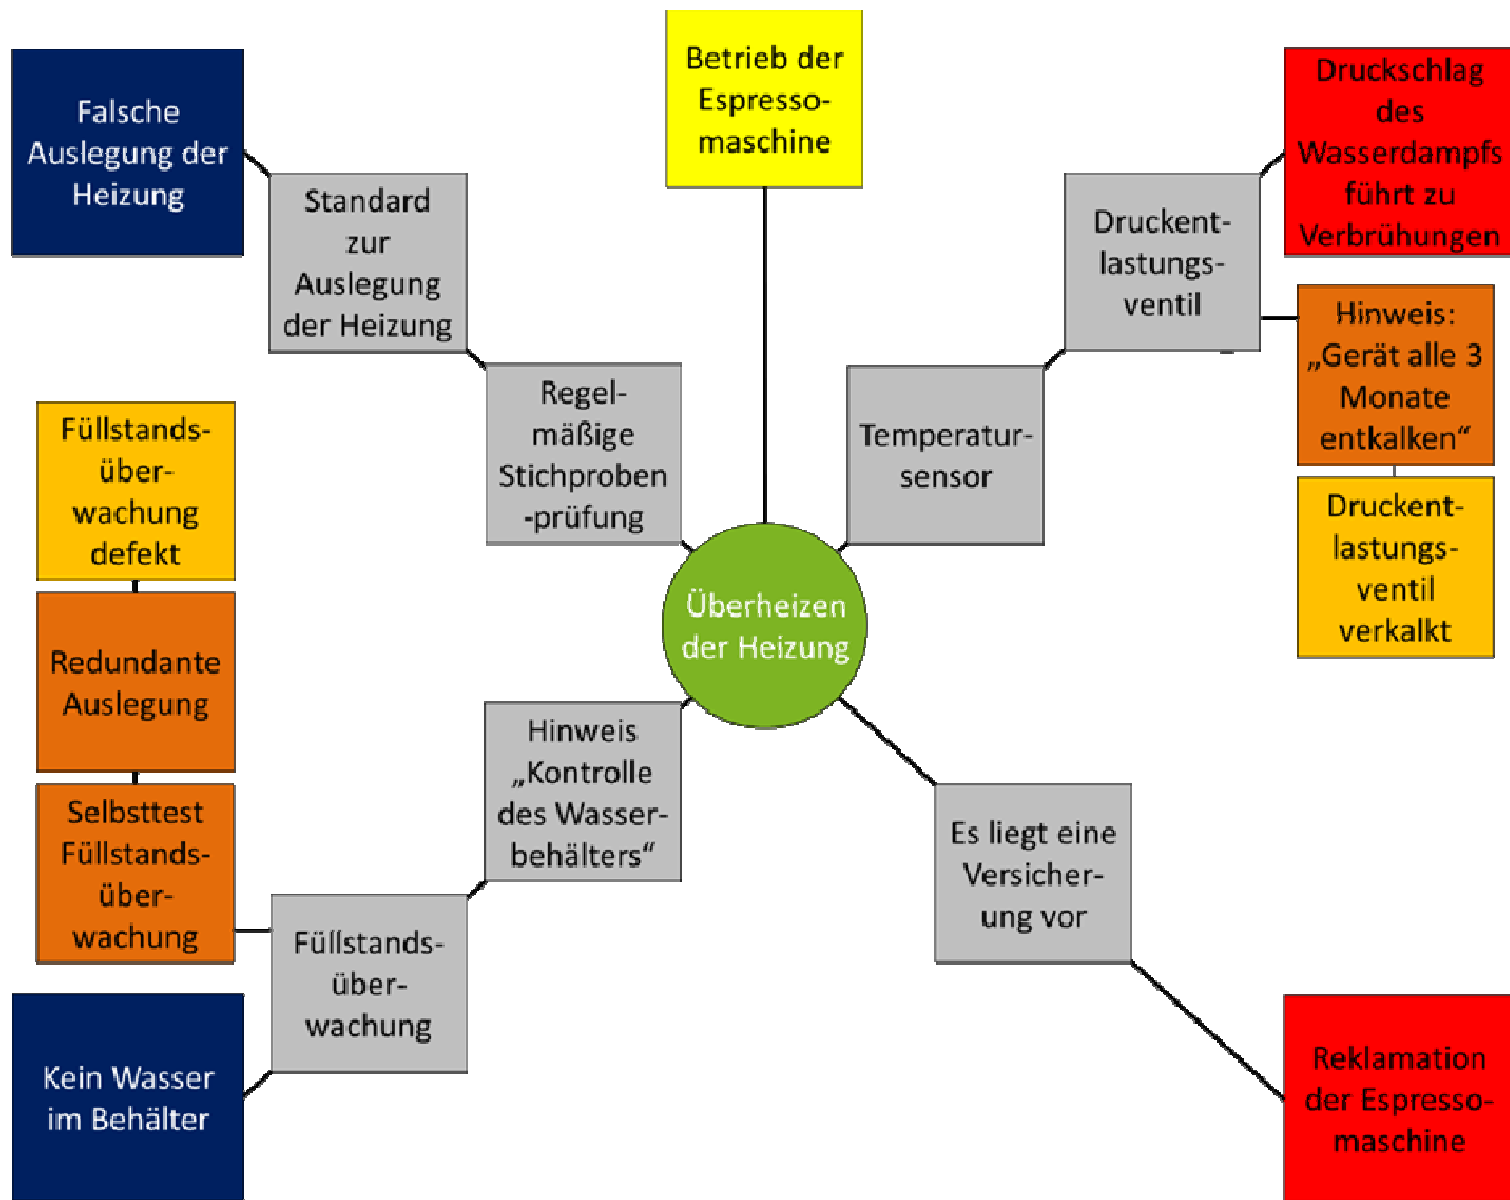 Betrieb der
Espresso-
maschine
Falsche
Auslegung der
Heizung
Standard
zur
Auslegung
der Heizung
Regel-
mäßige
Stichproben
-prüfung
Druckschlag
des
Wasserdampfs
führt zu
Verbrühungen
Druckent-
lastungs-
ventil
Hinweis:
„Gerät alle 3
Monate
entkalken“
Temperatur-
sensor
Druckent-
lastungs-
ventil
verkalkt
Füllstands-
über-
wachung
defekt
Redundante
Auslegung
Selbsttest
Füllstands-
über-
wachung
Überheizen
der Heizung
Hinweis
„Kontrolle
des Wasser-
behälters“
Füllstands-
über-
wachung
Kein Wasser
im Behälter
Es liegt eine
Versicher-
ung vor
Reklamation
der Espresso-
maschine